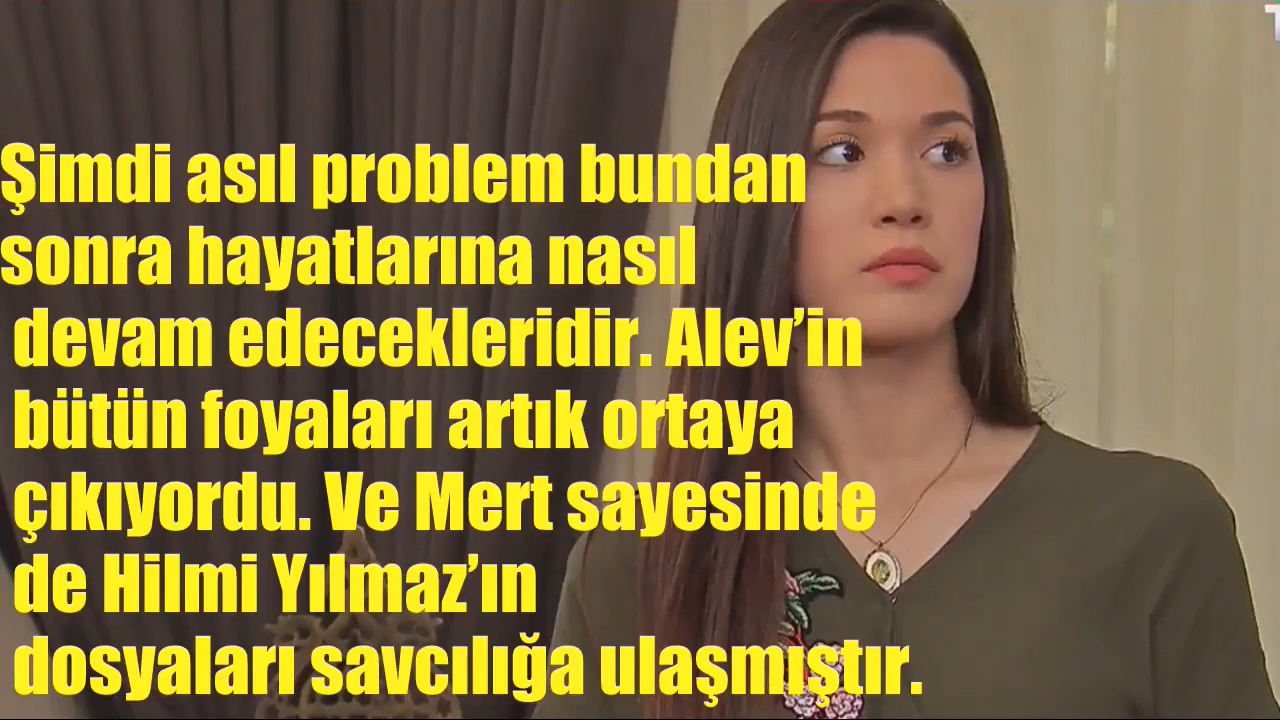 Şimdi asıl problem bundan
sonra hayatlarına nasıl
devam edecekleridir. Alev’in
bütün foyaları artık ortaya
çıkıyordu. Ve Mert sayesinde
de Hilmi Yılmaz’ın
dosyaları savcılığa ulaşmıştır.